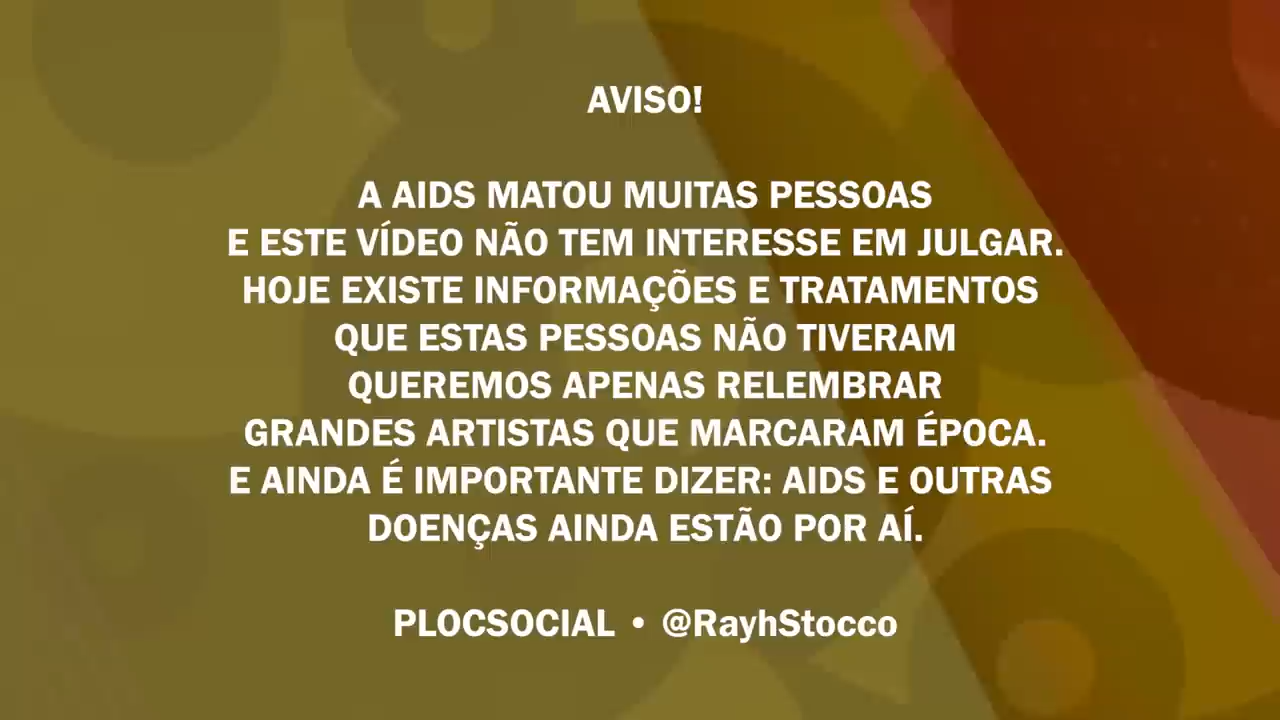 AVISO!
A AIDS MATOU MUITAS PESSOAS
E ESTE VÍDEO NÃO TEM INTERESSE EM JULGAR.
HOJE EXISTE INFORMAÇÕES E TRATAMENTOS
QUE ESTAS PESSOAS NÃO TIVERAM
QUEREMOS APENAS RELEMBRAR
GRANDES ARTISTAS QUE MARCARAM ÉPOCA.
E AINDA É IMPORTANTE DIZER: AIDS E OUTRAS
DOENÇAS AINDA ESTÃO POR AÍ.
PLOCSOCIAL • @RayhStocco